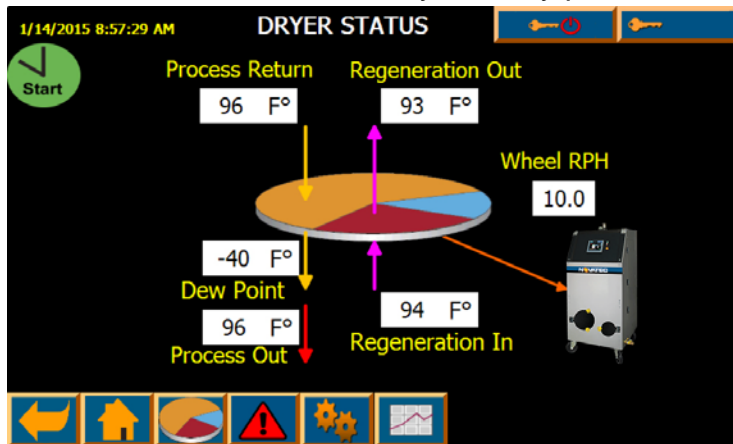 1/14/2015 8:57:29 AM
DRYER STATUS
Start
Process Return
Regeneration Out
96 F°
93 F°
Wheel RPH
10.0
NOVATEC
-40 F°
Dew Point
94 F°
96 F°
Regeneration In
Process Out